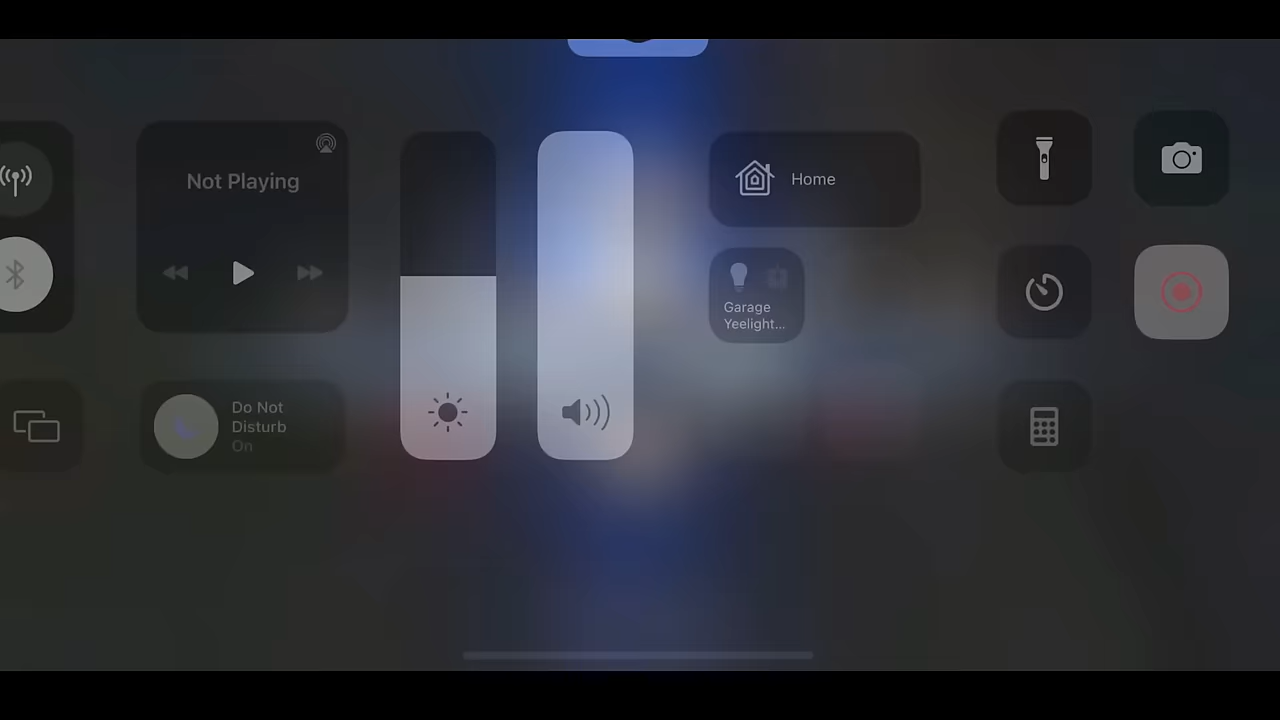 Not Playing
Home
Garage
Yeelight...
Do Not
Disturb
On